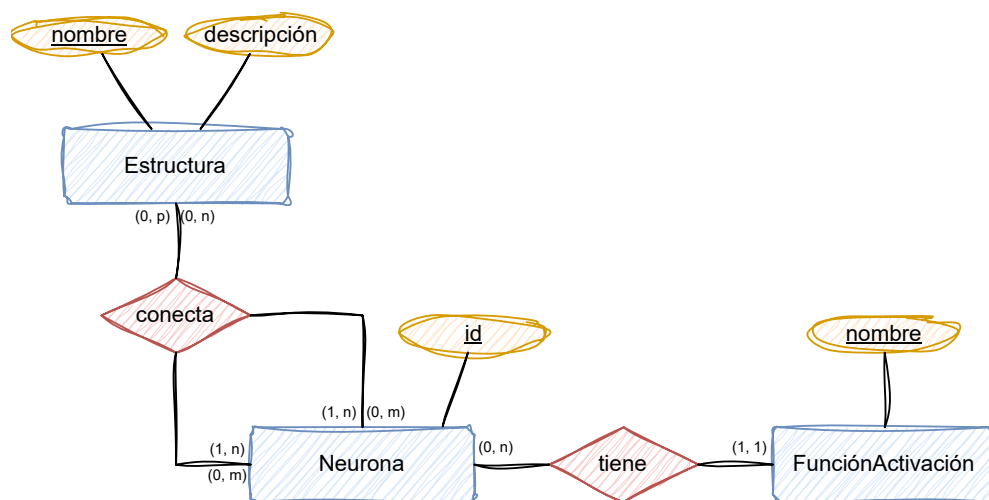 nombre
descripción
Estructura
(0, p)
(0, n)
conecta
id
nombre
(1, n)
(0, m)
(1, n)
(0, m)
Neurona
(0, n)
tiene
(1, 1)
FunciónActivación